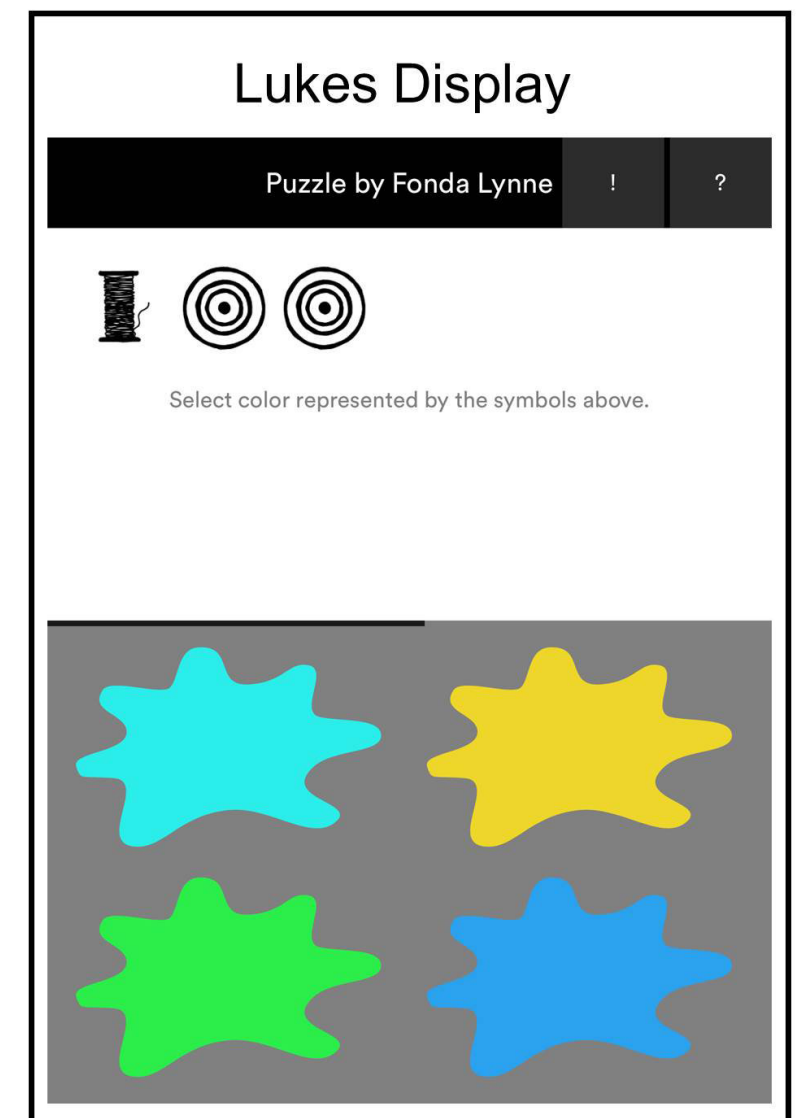 Lukes Display
Puzzle by Fonda Lynne
!
?
Select color represented by the symbols above.